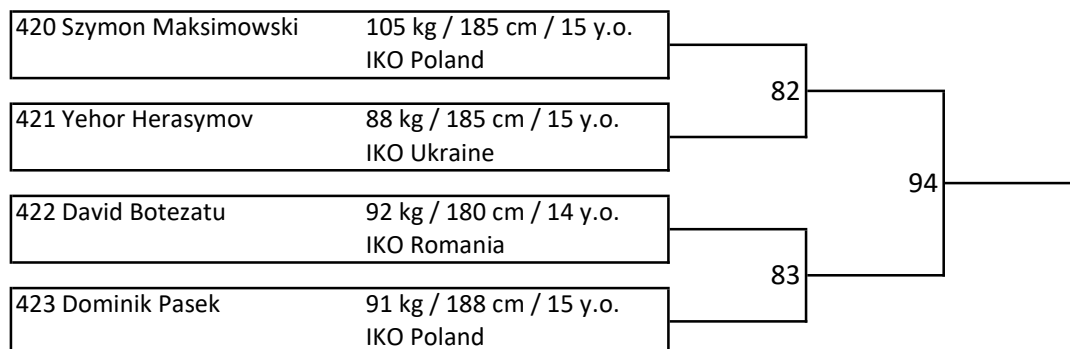 420 Szymon Maksimowski 105 kg / 185 cm / 15 y.o.
IKO Poland
82
421 Yehor Herasymov 88 kg / 185 cm / 15 y.o.
IKO Ukraine
94
422 David Botezatu 92 kg / 180 cm / 14 y.o.
IKO Romania
83
423 Dominik Pasek 91 kg / 188 cm / 15 y.o.
IKO Poland